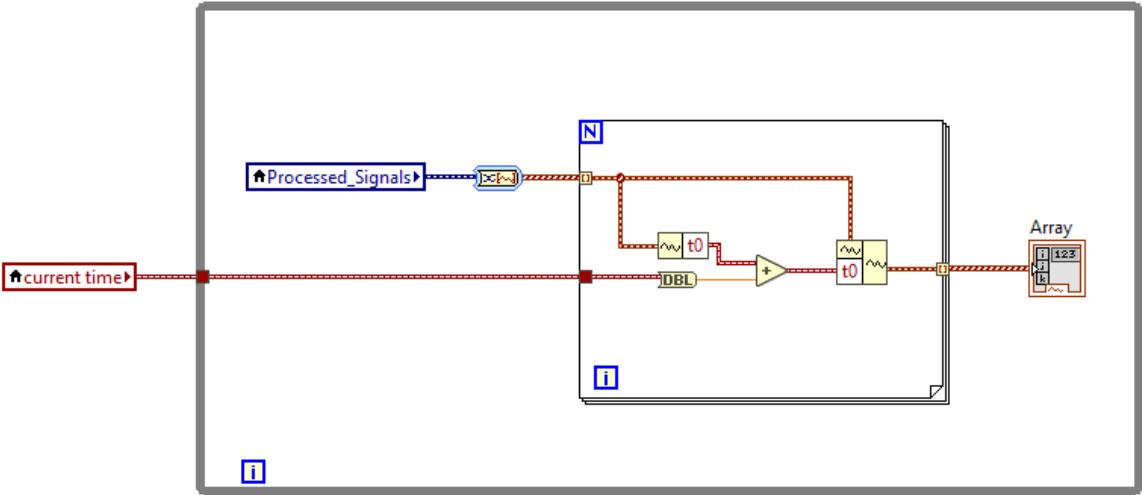 N
Processed_Signals
Array
t0
i 123
j
k
current time
DBL
+
t0
i
i